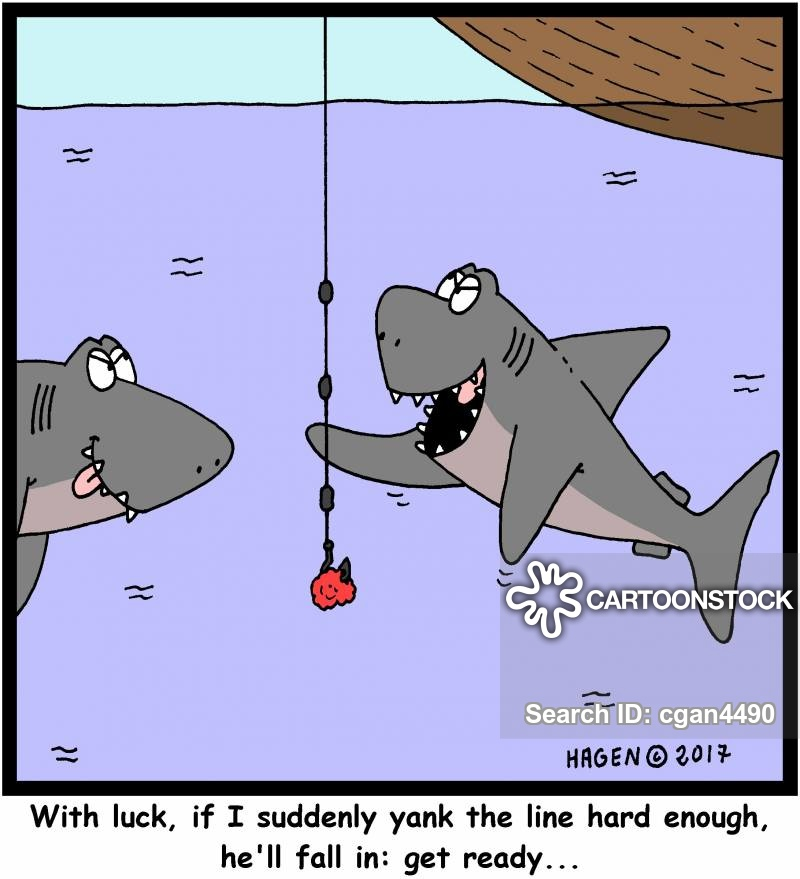 CARTOONSTOCK
Search ID: cgan4490
HAGEN © 2017
With luck, if I suddenly yank the line hard enough,
he'll fall in: get ready...